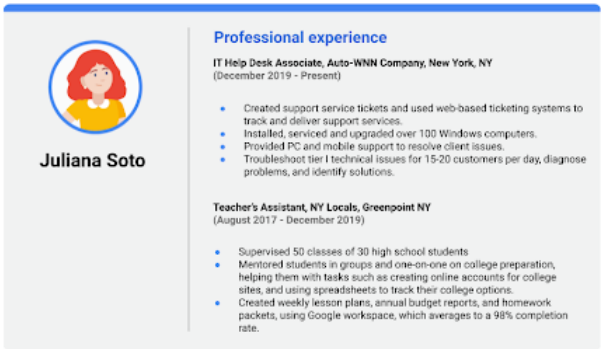 Juliana Soto
Professional experience
IT Help Desk Associate, Auto-WNN Company, New York, NY
(December 2019 - Present)
Created support service tickets and used web-based ticketing systems to
track and deliver support services.
Installed, serviced and upgraded over 100 Windows computers.
Provided PC and mobile support to resolve client issues.
Troubleshoot tier I technical issues for 15-20 customers per day, diagnose
problems, and identify solutions.
Teacher's Assistant, NY Locals, Greenpoint NY
(August 2017 - December 2019)
Supervised 50 classes of 30 high school students
Mentored students in groups and one-on-one on college preparation,
helping them with tasks such as creating online accounts for college
sites, and using spreadsheets to track their college options.
Created weekly lesson plans, annual budget reports, and homework
packets, using Google workspace, which averages to a 98% completion
rate.